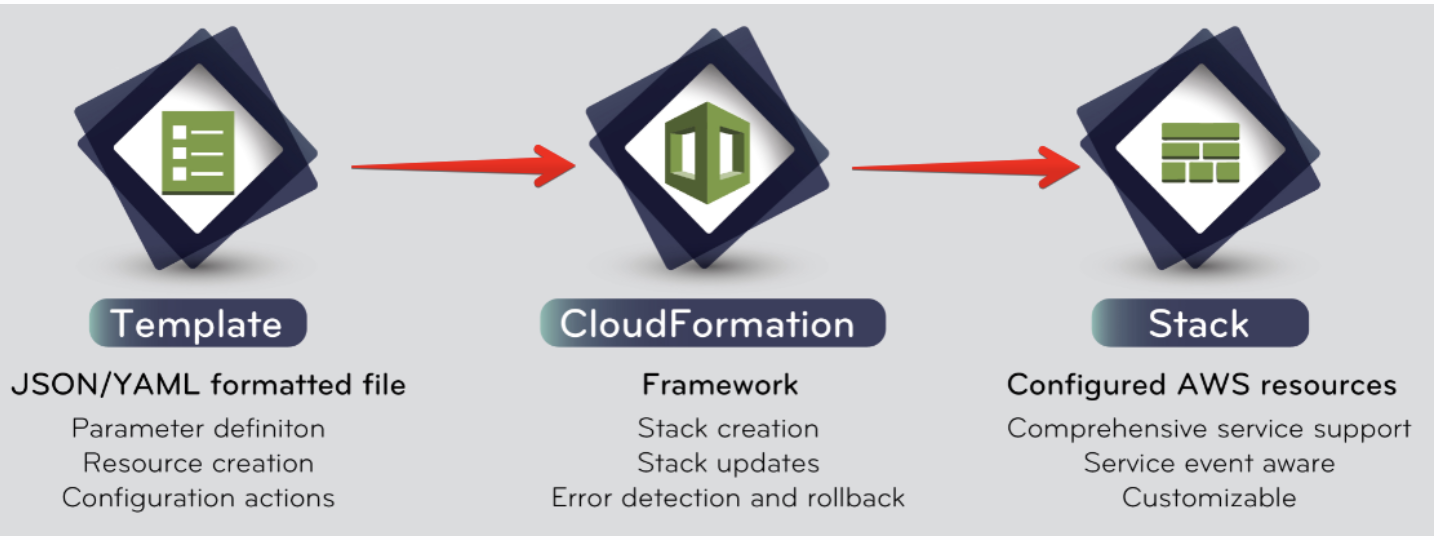 Template
JSON/YAML formatted file
Parameter definiton
Resource creation
Configuration actions
CloudFormation
Framework
Stack creation
Stack updates
Error detection and rollback
Stack
Configured AWS resources
Comprehensive service support
Service event aware
Customizable